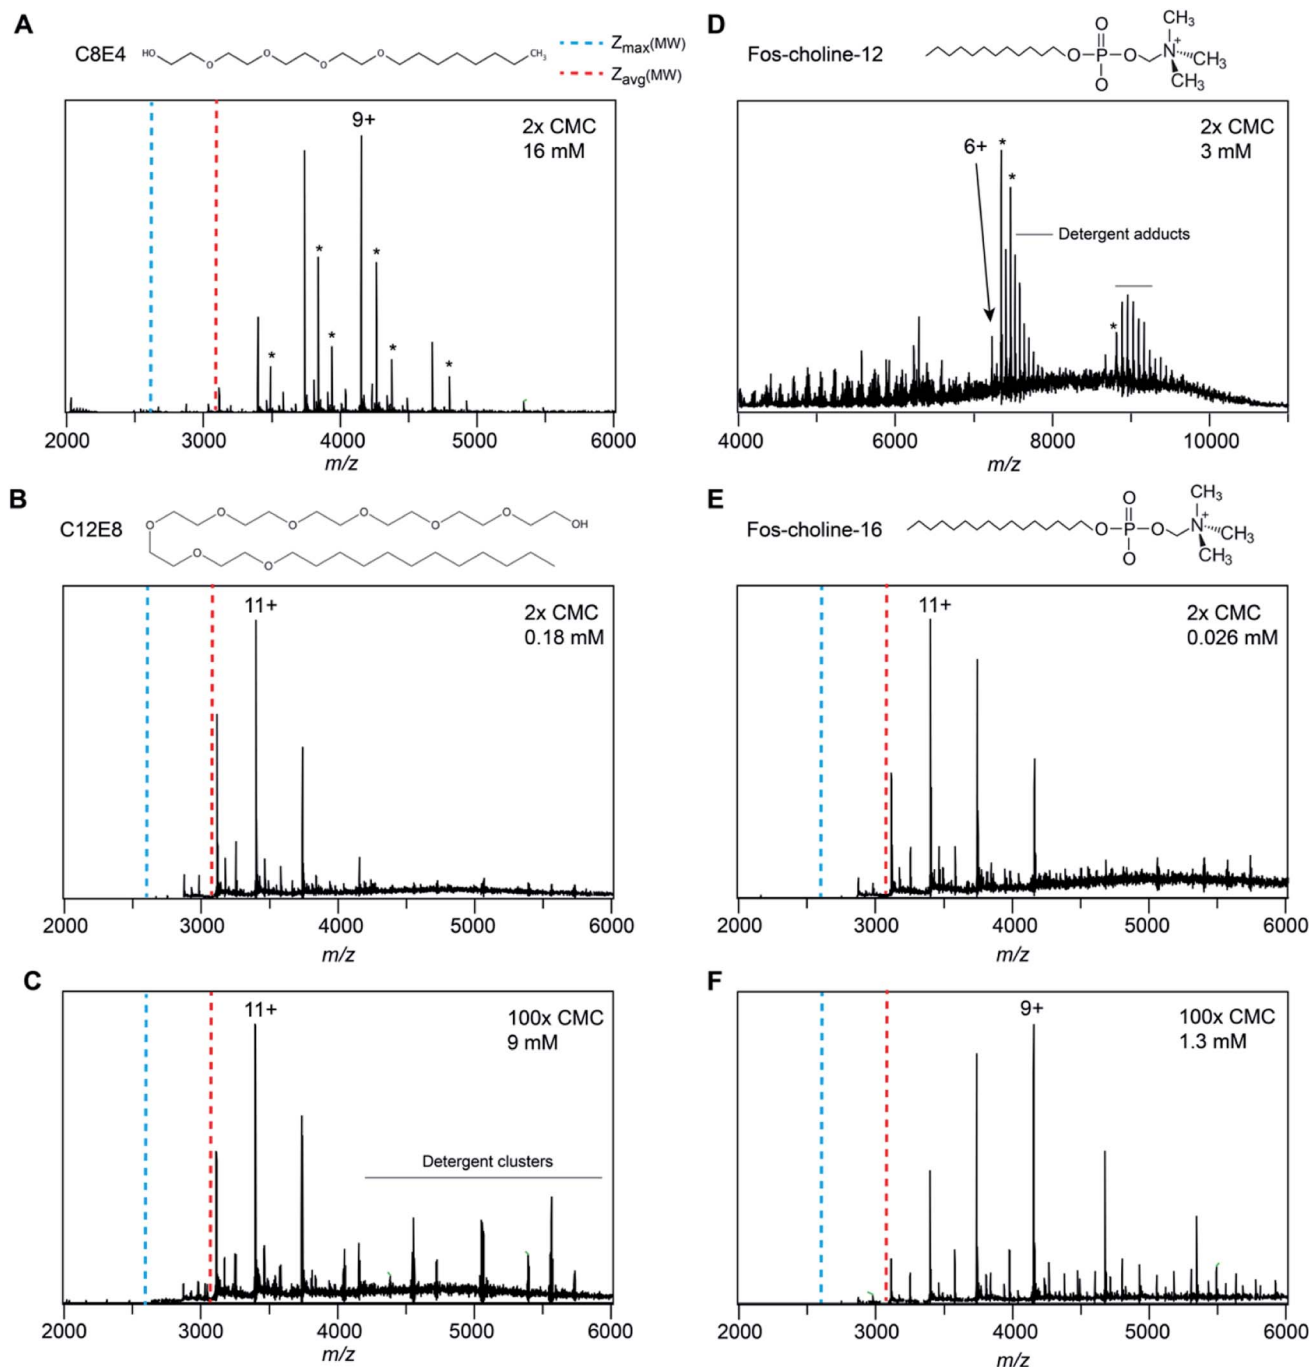 A
C8E4
HO
O
O
O
O
CH3
Zmax(MW)
Zavg(MW)
9+
2x CMC
16 mM
*
*
*
*
*
*
2000
3000
4000
5000
6000
m/z
B
C12E8
O
O
O
O
O
O
OH
O
O
11+
2x CMC
0.18 mM
2000
3000
4000
5000
6000
m/z
C
11+
100x CMC
9 mM
Detergent clusters
2000
3000
4000
5000
6000
m/z
D
Fos-choline-12
O
O
P
O
O
N+
CH3
CH3
CH3
2x CMC
3 mM
6+
*
*
Detergent adducts
*
4000
6000
8000
10000
m/z
E
Fos-choline-16
O
O
P
O
O
N+
CH3
CH3
CH3
11+
2x CMC
0.026 mM
2000
3000
4000
5000
6000
m/z
F
9+
100x CMC
1.3 mM
2000
3000
4000
5000
6000
m/z